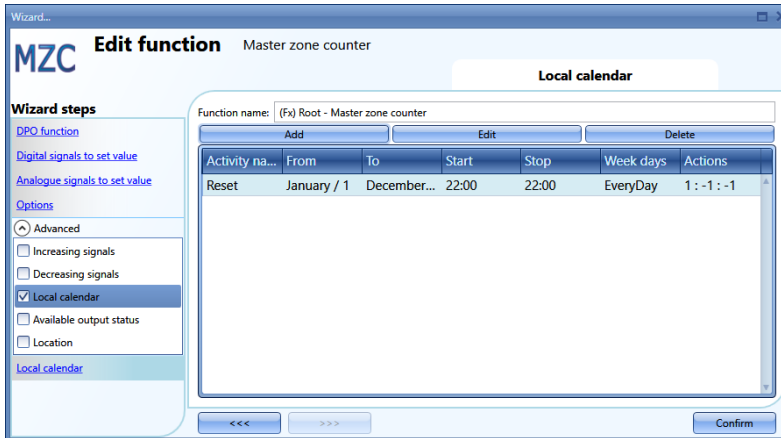 Wizard...
MZC Edit function Master zone counter
Local calendar
Wizard steps
DPO function
Digital signals to set value
Analogue signals to set value
Options
Advanced
Increasing signals
Decreasing signals
Local calendar
Available output status
Location
Local calendar
Function name: (Fx) Root - Master zone counter
Add Edit Delete
Activity na... From To Start Stop Week days Actions
Reset January / 1 December... 22:00 22:00 EveryDay 1 : -1 : -1
<<< >>> Confirm